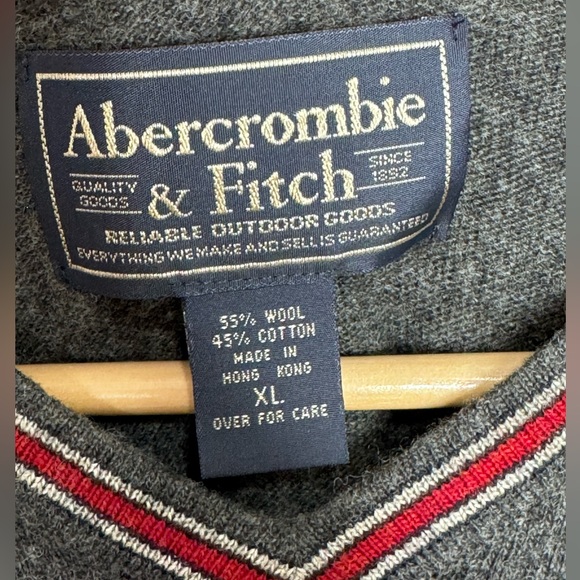 Abercrombie
QUALITY GOODS & Fitch SINCE 1892
RELIABLE OUTDOOR GOODS
EVERYTHING WE MAKE AND SELL IS GUARANTEED
55% WOOL
45% COTTON
MADE IN
HONG KONG
XL
OVER FOR CARE